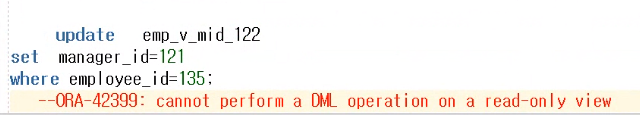 update emp_v_mid_122
set manager_id=121
where employee_id=135;
--ORA-42399: cannot perform a DML operation on a read-only view